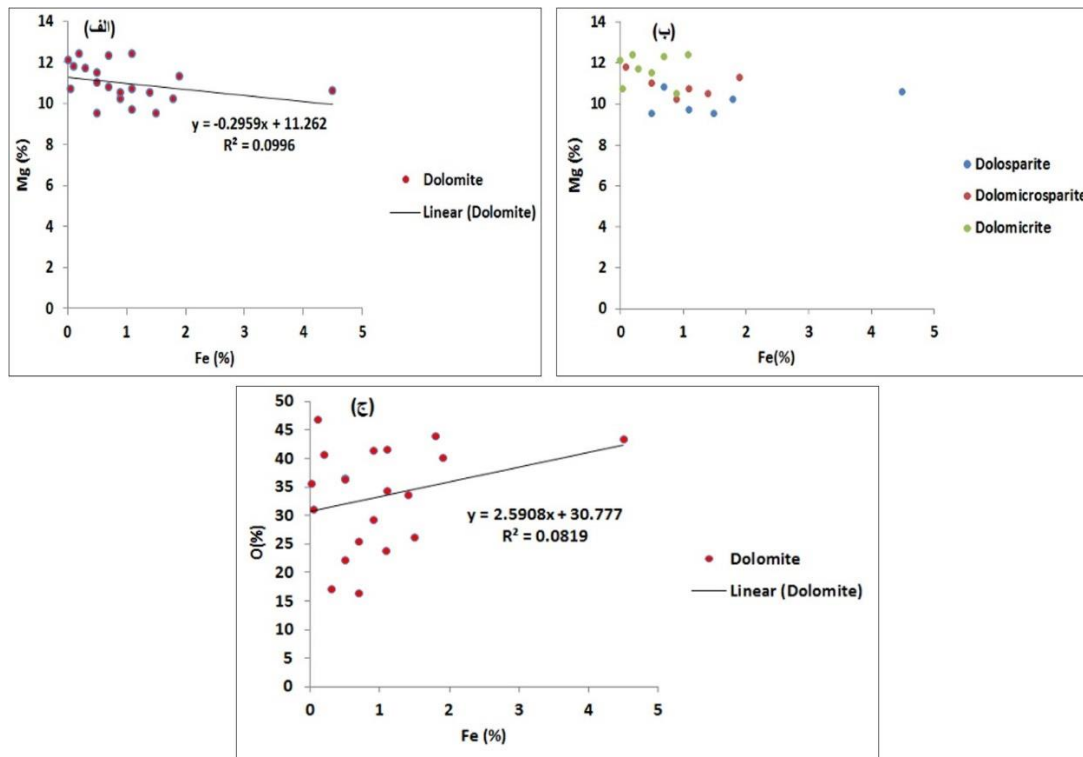 (الف)
14
12
10
8
6
4
2
0
Mg (%)
0 1 2 3 4 5
Fe (%)
y = -0.2959x + 11.262
R² = 0.0996
Dolomite
Linear (Dolomite)
(ب)
14
12
10
8
6
4
2
0
Mg (%)
0 1 2 3 4 5
Fe(%)
Dolosparite
Dolomicrosparite
Dolomicrite
(ج)
50
45
40
35
30
25
20
15
10
5
0
O(%)
0 1 2 3 4 5
Fe (%)
y = 2.5908x + 30.777
R² = 0.0819
Dolomite
Linear (Dolomite)